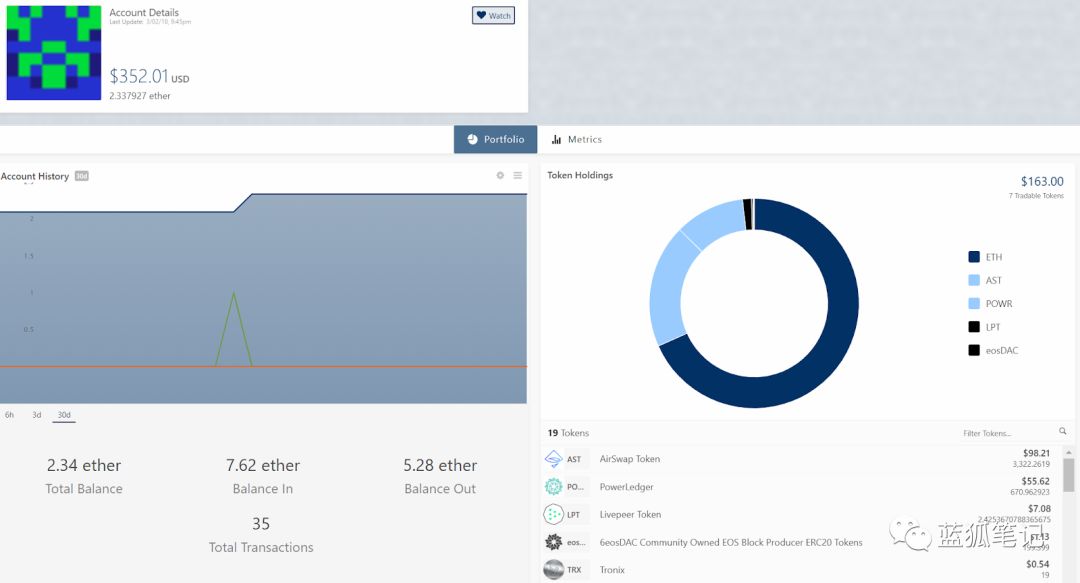 Account Details
Last Update: 3/02/18, 9:45pm
Watch
$352.01 USD
2.337927 ether
Portfolio
Metrics
Account History 30d
2
1.5
1
0.5
6h 3d 30d
2.34 ether
Total Balance
7.62 ether
Balance In
5.28 ether
Balance Out
35
Total Transactions
Token Holdings
$163.00
7 Tradable Tokens
ETH
AST
POWR
LPT
eosDAC
19 Tokens
Filter Tokens...
AST AirSwap Token $98.21
3,322.2619
PO... PowerLedger $55.62
670.962923
LPT Livepeer Token $7.08
2.4253670788365675
eos... 6eosDAC Community Owned EOS Block Producer ERC20 Tokens
TRX Tronix $0.54
19
蓝狐笔记